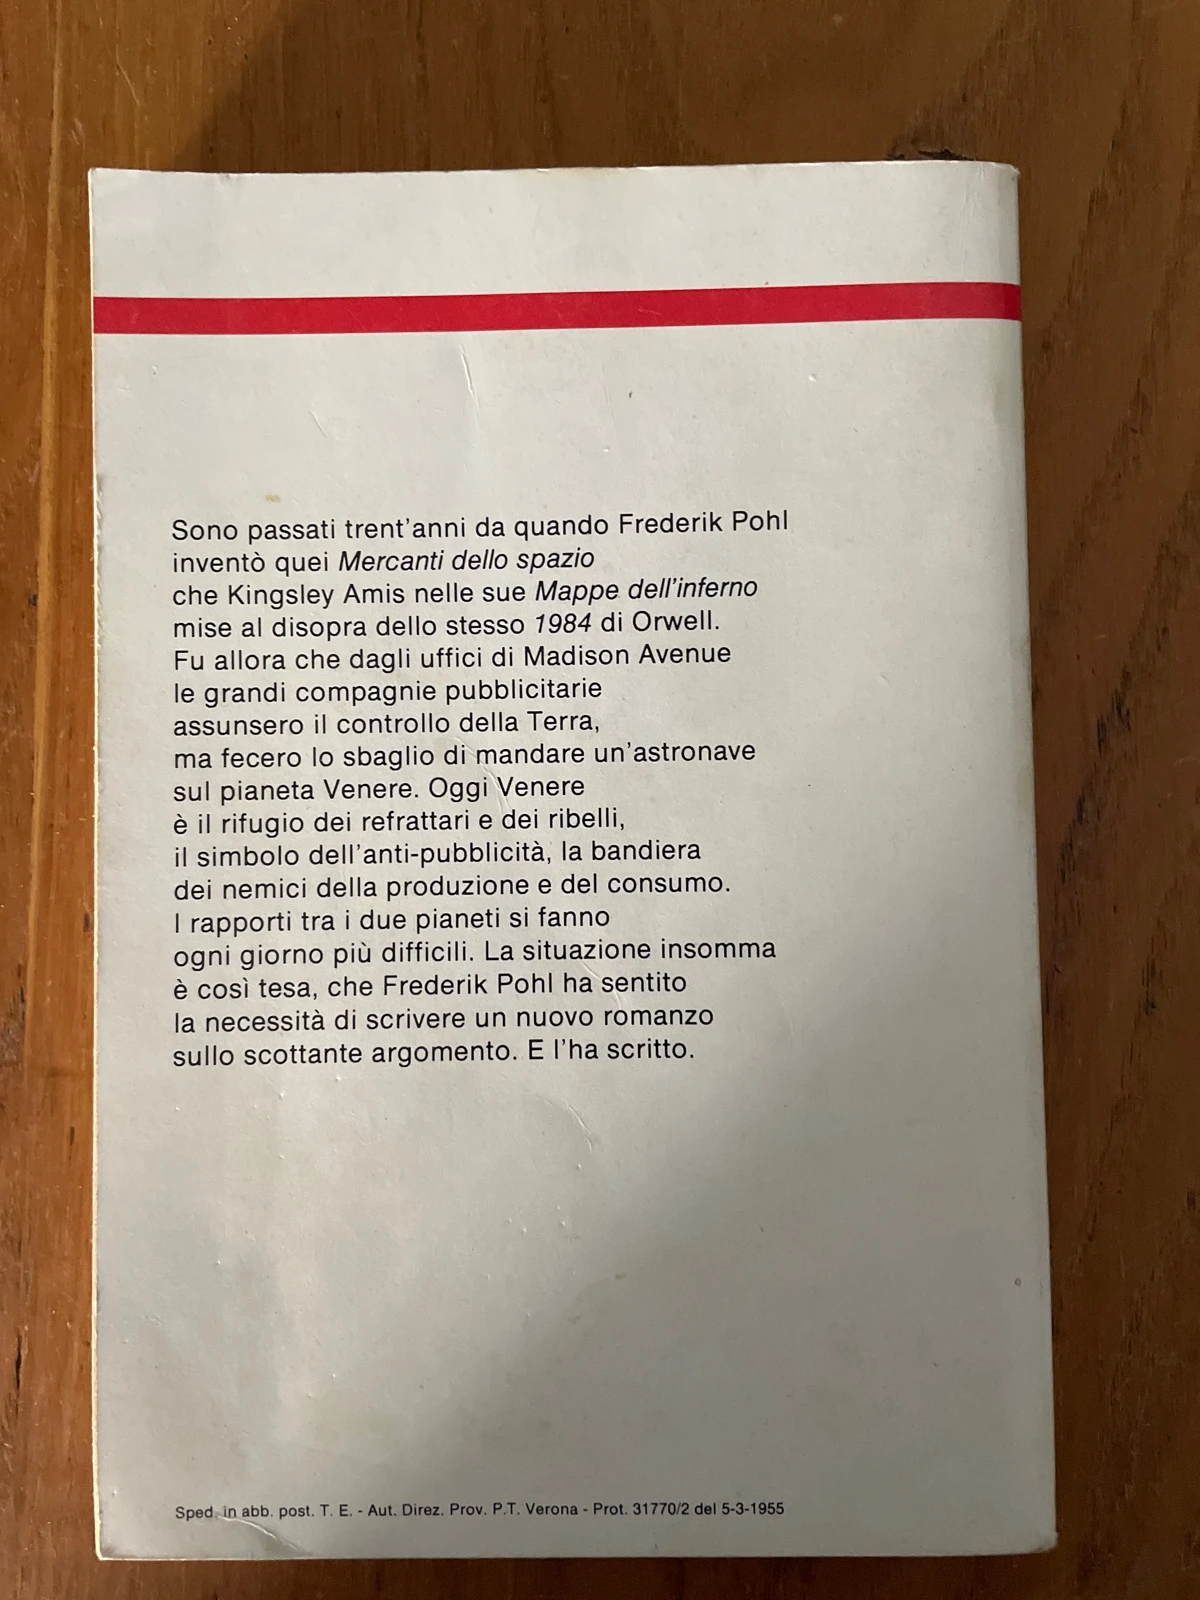 Sono passati trent'anni da quando Frederik Pohl
inventò quei Mercanti dello spazio
che Kingsley Amis nelle sue Mappe dell'inferno
mise al disopra dello stesso 1984 di Orwell.
Fu allora che dagli uffici di Madison Avenue
le grandi compagnie pubblicitarie
assunsero il controllo della Terra,
ma fecero lo sbaglio di mandare un'astronave
sul pianeta Venere. Oggi Venere
è il rifugio dei refrattari e dei ribelli,
il simbolo dell'anti-pubblicità, la bandiera
dei nemici della produzione e del consumo.
I rapporti tra i due pianeti si fanno
ogni giorno più difficili. La situazione insomma
è così tesa, che Frederik Pohl ha sentito
la necessità di scrivere un nuovo romanzo
sullo scottante argomento. E l'ha scritto.
Sped. in abb. post. T. E. - Aut. Direz. Prov. P.T. Verona - Prot. 31770/2 del 5-3-1955